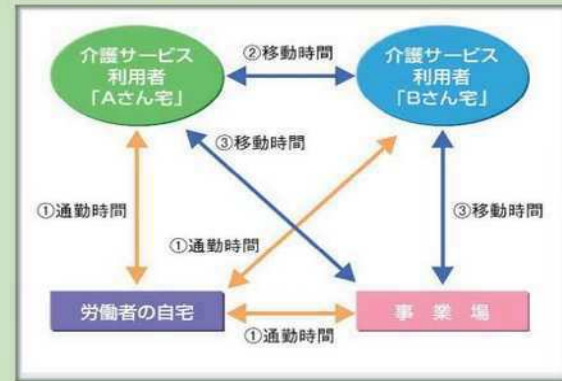 介護サービス
利用者
「Aさん宅」
②移動時間
介護サービス
利用者
「Bさん宅」
③移動時間
①通勤時間
①通勤時間
③移動時間
労働者の自宅
①通勤時間
事業場